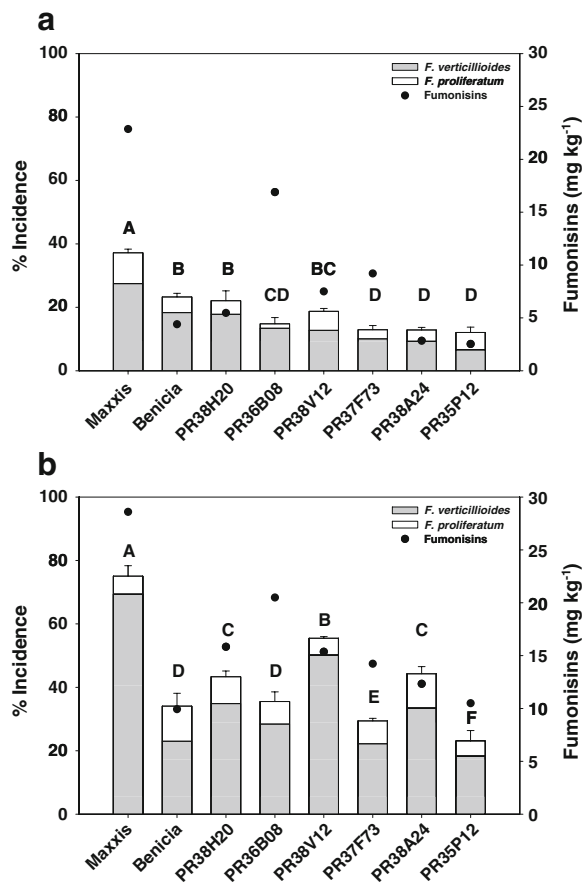 a
100
80
60
40
20
0
% Incidence
30
25
20
15
10
5
0
Fumonisins (mg kg-1)
F. verticillioides
F. proliferatum
Fumonisins
A
B
B
CD
BC
D
D
D
Maxxis
Benicia
PR38H20
PR36B08
PR38V12
PR37F73
PR38A24
PR35P12
b
100
80
60
40
20
0
% Incidence
30
25
20
15
10
5
0
Fumonisins (mg kg-1)
F. verticillioides
F. proliferatum
Fumonisins
A
D
C
D
B
E
C
F
Maxxis
Benicia
PR38H20
PR36B08
PR38V12
PR37F73
PR38A24
PR35P12